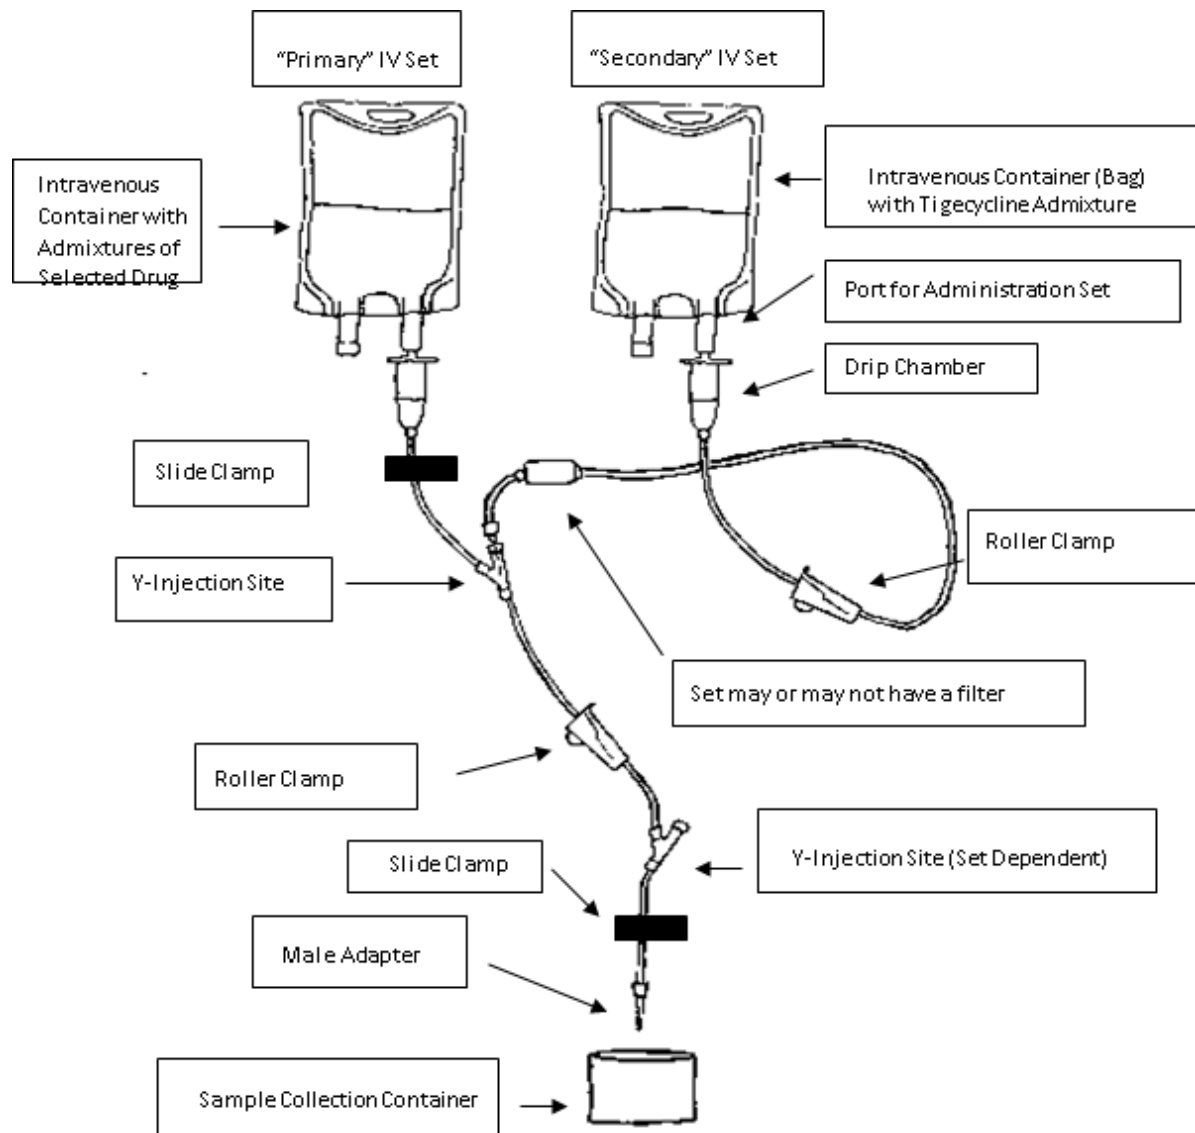 “Primary” IV Set
“Secondary” IV Set
Intravenous
Container with
Admixtures of
Selected Drug
Intravenous Container (Bag)
with Tigecycline Admixture
Port for Administration Set
Drip Chamber
Slide Clamp
Roller Clamp
Y-Injection Site
Set may or may not have a filter
Roller Clamp
Slide Clamp
Y-Injection Site (Set Dependent)
Male Adapter
Sample Collection Container